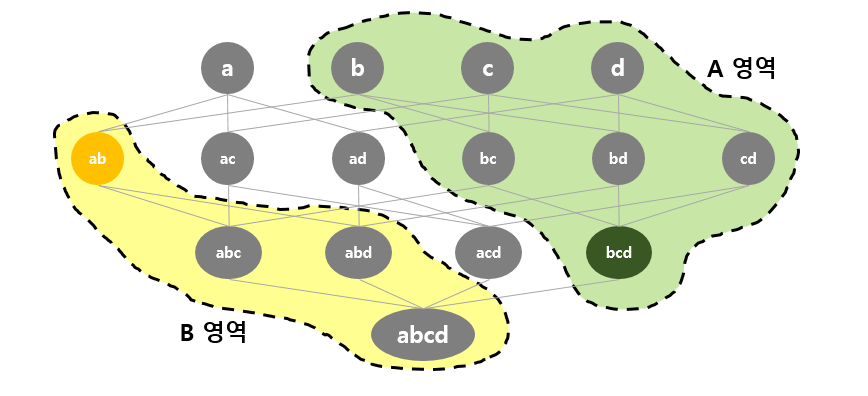 a b c d
A 영역
ab ac ad bc bd cd
abc abd acd bcd
B 영역
abcd